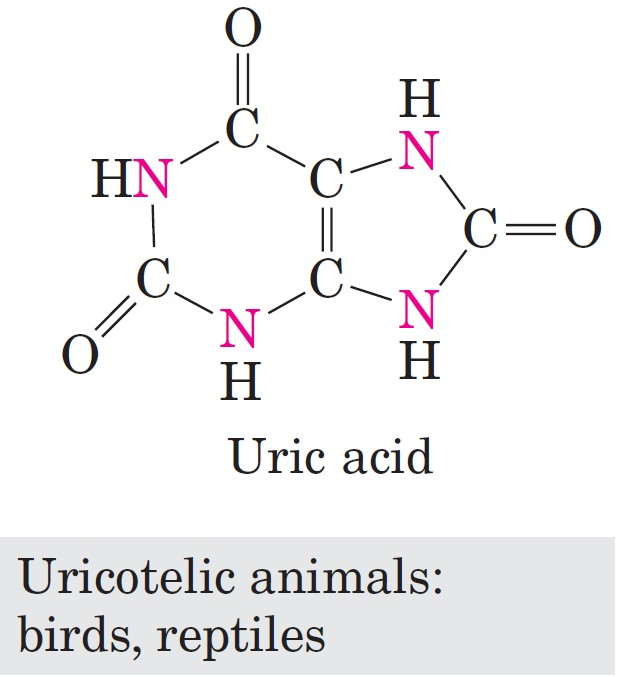 O
H
C
N
HN
C
C
O
C
C
N
N
O
H
H
Uric acid
Uricotelic animals:
birds, reptiles